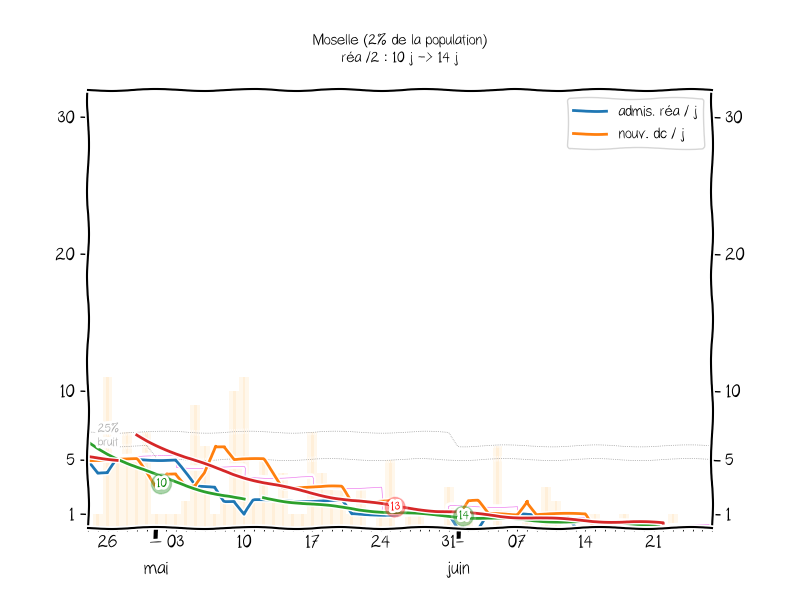 Moselle (2% de la population)
réa /2 : 10 j -> 14 j
admis. réa / j
nouv. dc / j
30 30
20 20
10 10
25%
bruit
5 5
10
13
14
1 1
26 03 10 17 24 31 07 14 21
mai juin